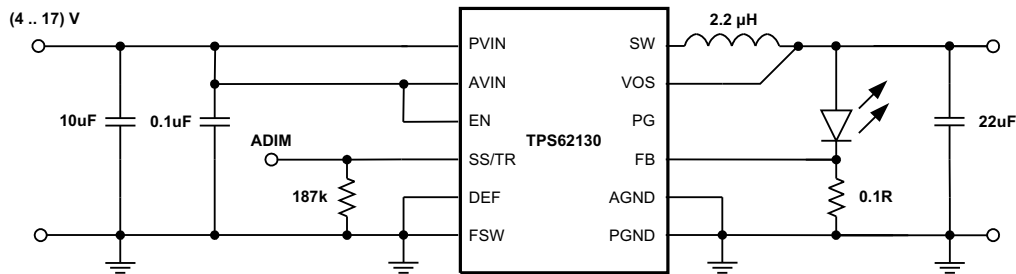 (4 .. 17) V
2.2 µH
PVIN
SW
AVIN
VOS
10uF
0.1uF
EN
PG
22uF
TPS62130
ADIM
SS/TR
FB
187k
DEF
AGND
0.1R
FSW
PGND